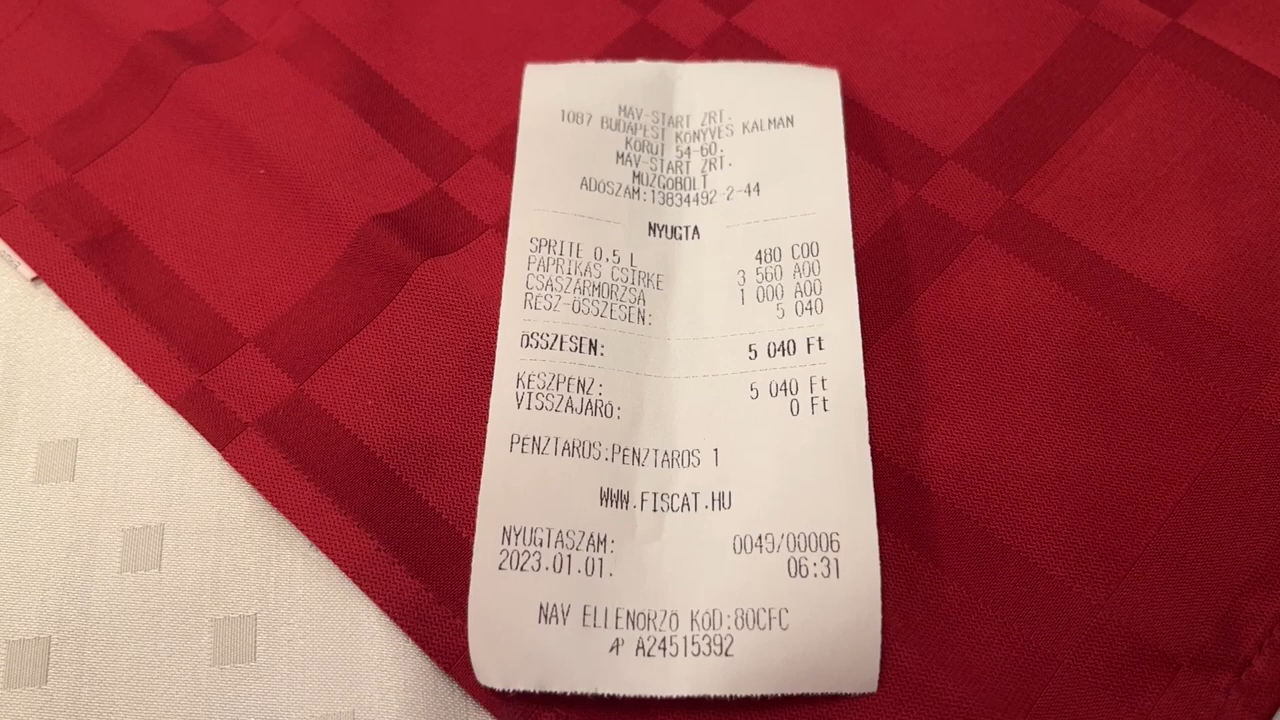 MÁV-START ZRT.
1087 BUDAPEST KÖNYVES KÁLMÁN
KÖRÚT 54-60.
MÁV-START ZRT.
MOZGÓBOLT
ADÓSZÁM:13834492-2-44
NYUGTA
SPRITE 0,5 L 480 C00
PAPRIKÁS CSIRKE 3 560 A00
CSÁSZÁRMORZSA 1 000 A00
RÉSZ-ÖSSZESEN: 5 040
ÖSSZESEN: 5 040 Ft
KÉSZPÉNZ: 5 040 Ft
VISSZAJÁRÓ: 0 Ft
PÉNZTÁROS:PÉNZTÁROS 1
WWW.FISCAT.HU
NYUGTASZÁM: 0049/00006
2023.01.01. 06:31
NAV ELLENŐRZŐ KÓD:80CFC
AP A24515392